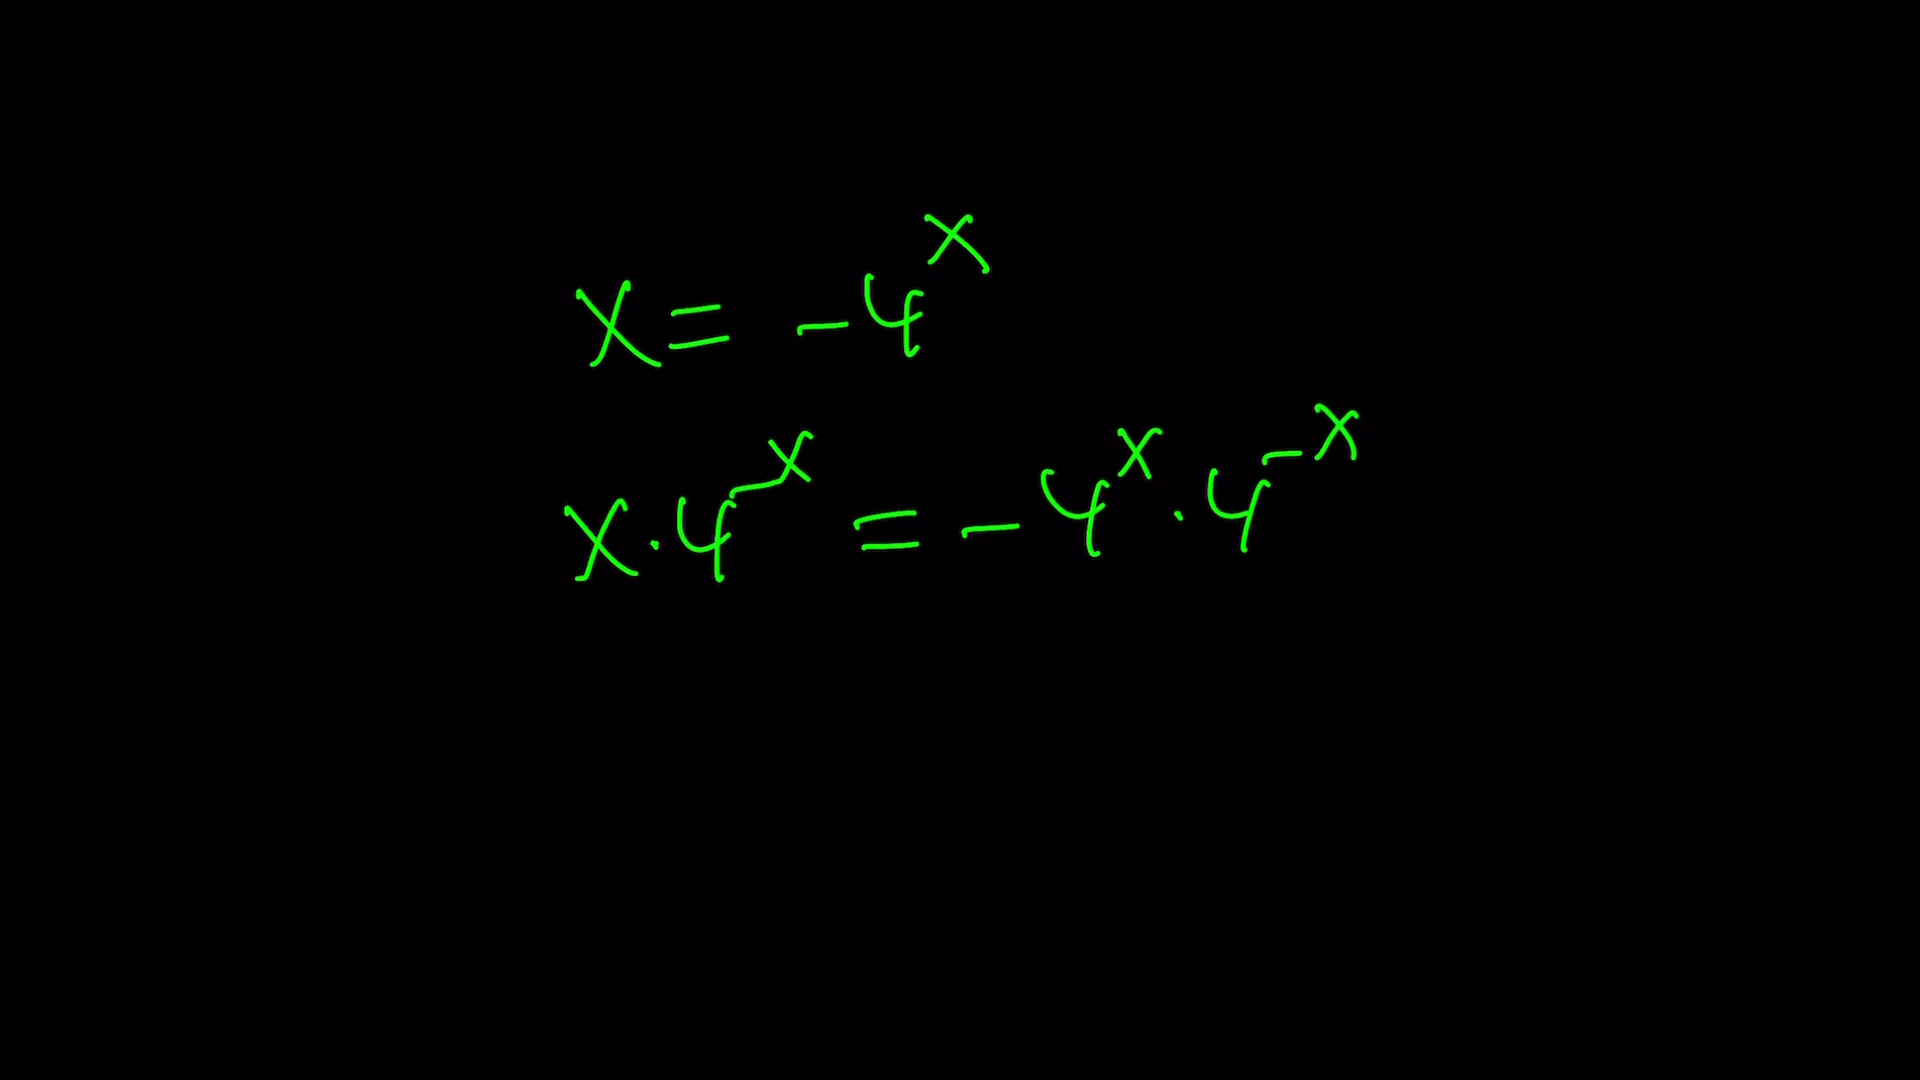 x = -4^x
x · 4^-x = -4^x · 4^-x